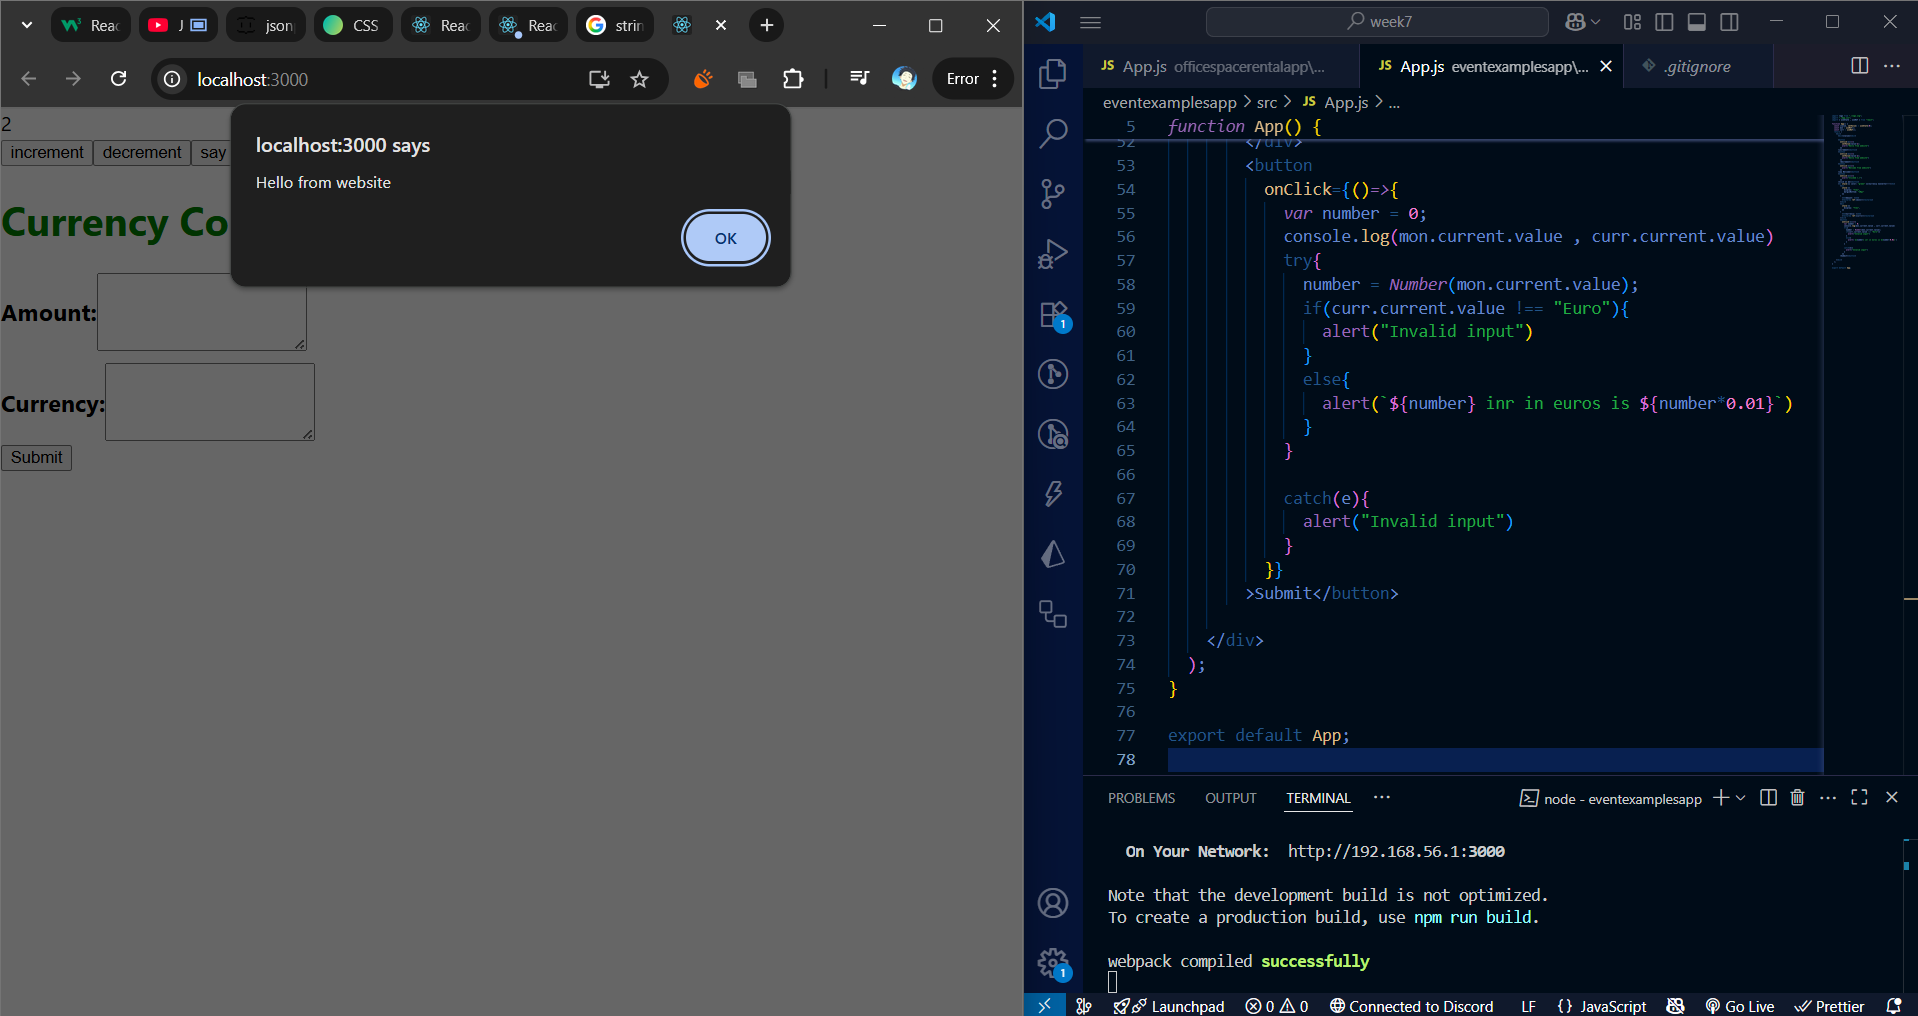 Reac
J
json
CSS
Reac
Reac
strin
localhost:3000
Error
2
increment
decrement
say
localhost:3000 says
Hello from website
OK
Currency Co
Amount:
Currency:
Submit
week7
JS App.js officespacerentalapp\...
JS App.js eventexamplesapp\...
.gitignore
eventexamplesapp > src > JS App.js > ...
5 function App() {
52 </div>
53 <button
54 onClick={()=>{
55 var number = 0;
56 console.log(mon.current.value , curr.current.value)
57 try{
58 number = Number(mon.current.value);
59 if(curr.current.value !== "Euro"){
60 alert("Invalid input")
61 }
62 else{
63 alert(`${number} inr in euros is ${number*0.01}`)
64 }
65 }
66
67 catch(e){
68 alert("Invalid input")
69 }
70 }}
71 >Submit</button>
72
73 </div>
74 );
75 }
76
77 export default App;
78
PROBLEMS OUTPUT TERMINAL ...
node - eventexamplesapp
On Your Network: http://192.168.56.1:3000
Note that the development build is not optimized.
To create a production build, use npm run build.
webpack compiled successfully
1
1
Launchpad 0 0 Connected to Discord LF {} JavaScript Go Live Prettier